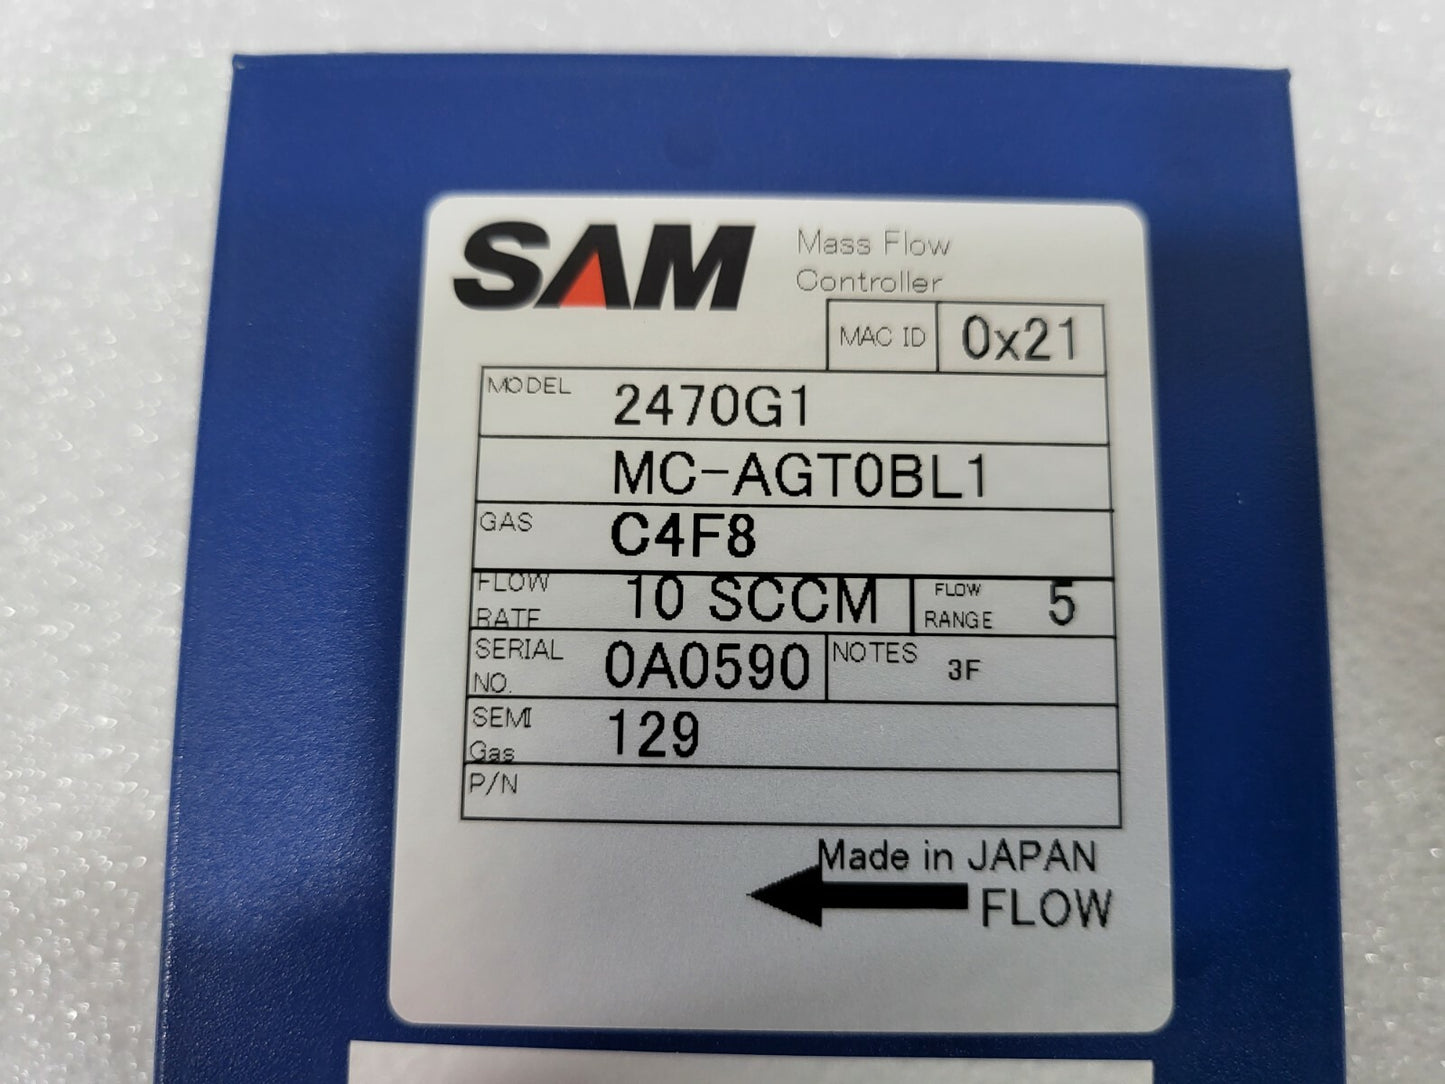 SAM
Mass Flow
Controller
MAC ID 0x21
MODEL 2470G1
MC-AGT0BL1
GAS C4F8
FLOW
RATE 10 SCCM
FLOW
RANGE 5
SERIAL
NO. 0A0590
NOTES 3F
SEMI
Gas 129
P/N
Made in JAPAN
FLOW